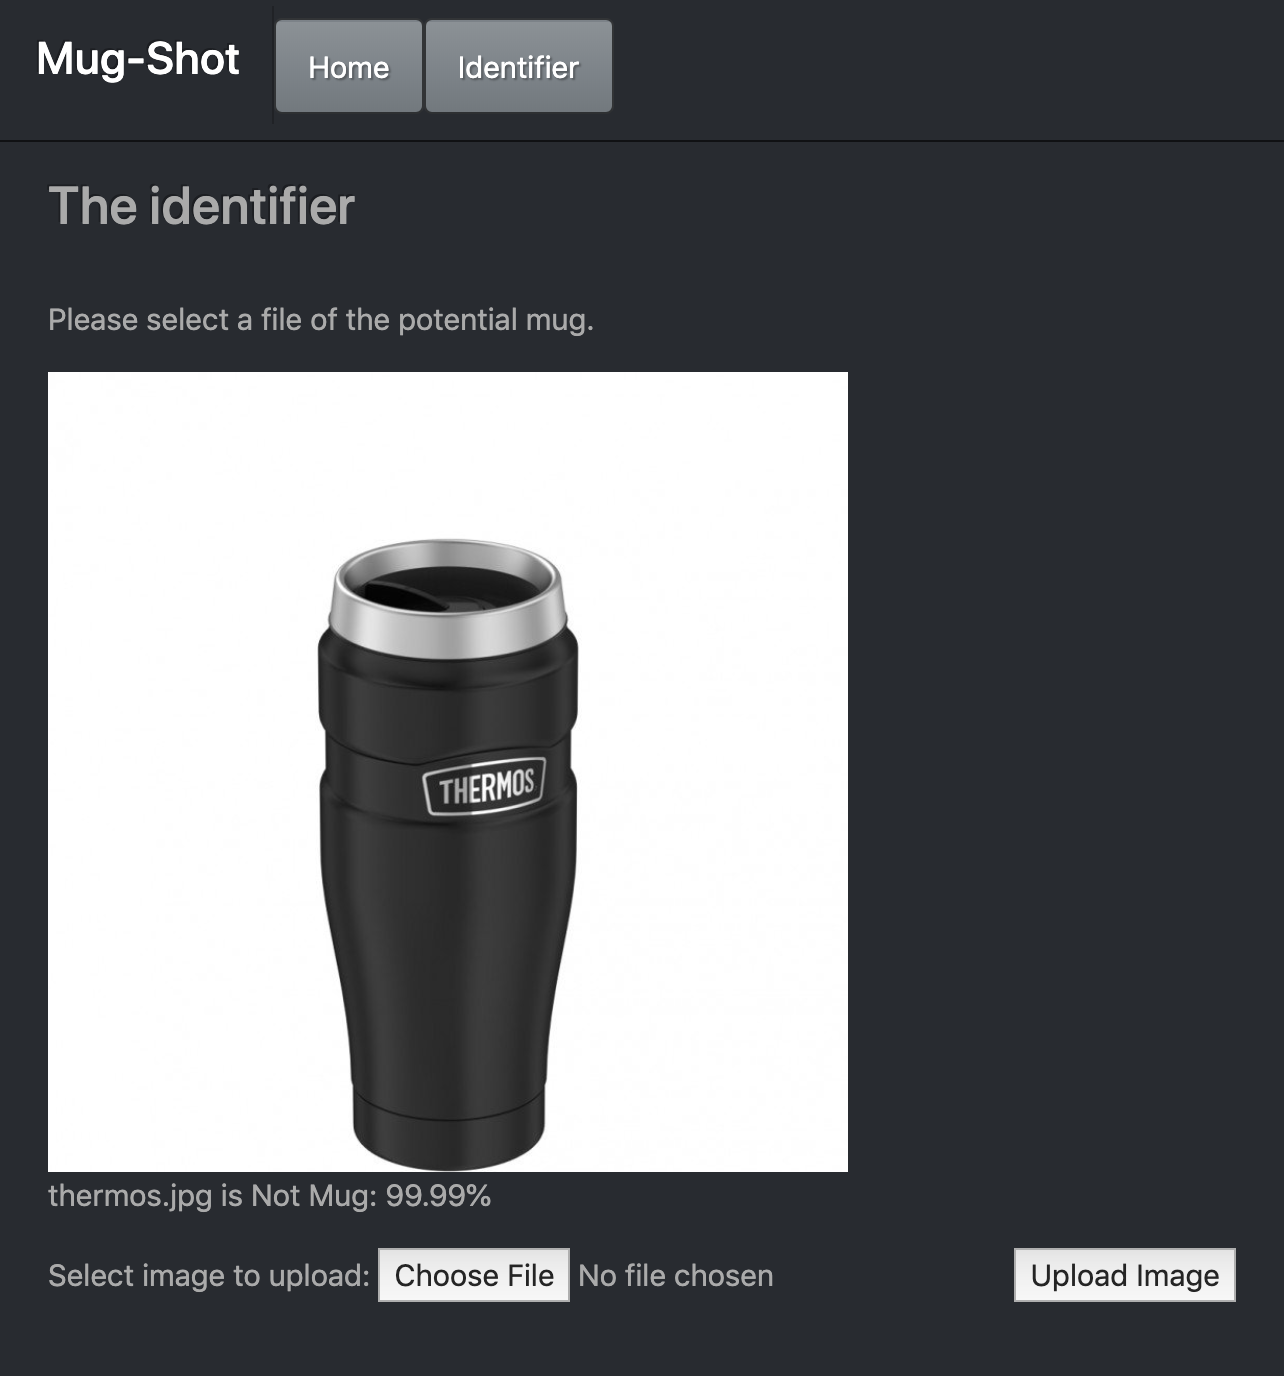 Mug-Shot Home Identifier
The identifier
Please select a file of the potential mug.
THERMOS
thermos.jpg is Not Mug: 99.99%
Select image to upload: Choose File No file chosen Upload Image